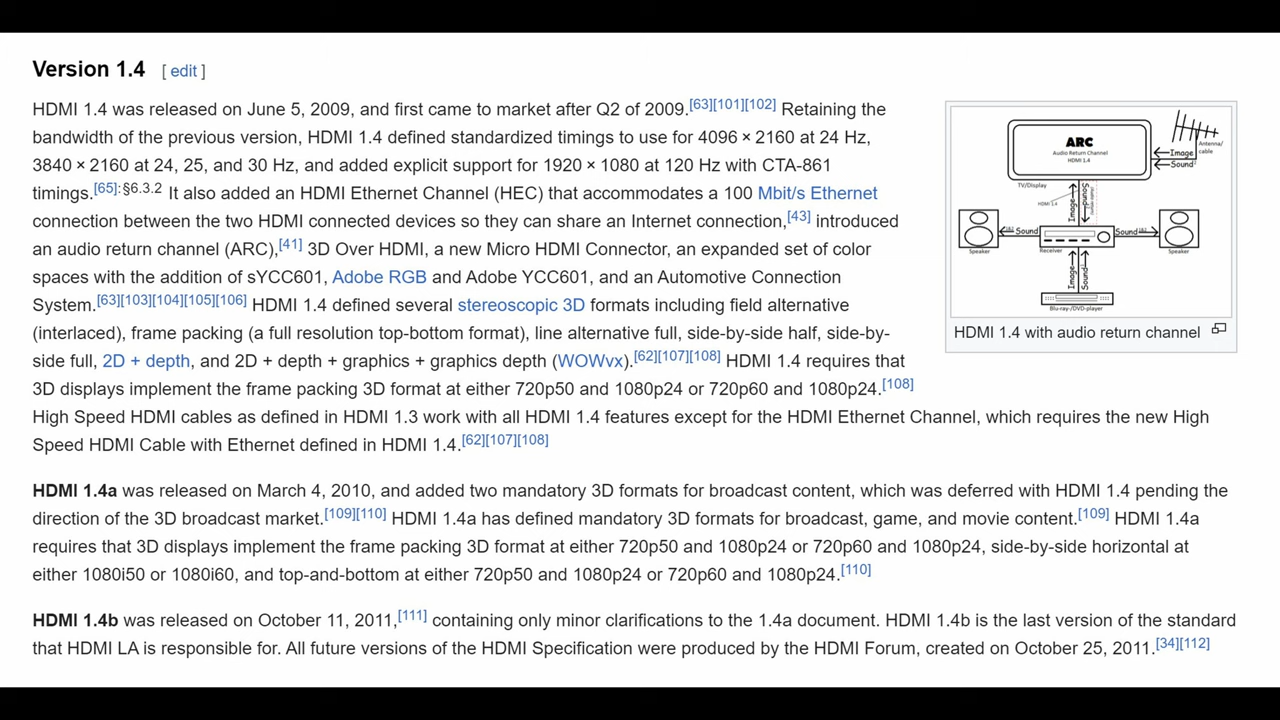 Version 1.4 [ edit ]
HDMI 1.4 was released on June 5, 2009, and first came to market after Q2 of 2009.[63][101][102] Retaining the
bandwidth of the previous version, HDMI 1.4 defined standardized timings to use for 4096 × 2160 at 24 Hz,
3840 × 2160 at 24, 25, and 30 Hz, and added explicit support for 1920 × 1080 at 120 Hz with CTA-861
timings.[65]:§6.3.2 It also added an HDMI Ethernet Channel (HEC) that accommodates a 100 Mbit/s Ethernet
connection between the two HDMI connected devices so they can share an Internet connection,[43] introduced
an audio return channel (ARC),[41] 3D Over HDMI, a new Micro HDMI Connector, an expanded set of color
spaces with the addition of sYCC601, Adobe RGB and Adobe YCC601, and an Automotive Connection
System.[63][103][104][105][106] HDMI 1.4 defined several stereoscopic 3D formats including field alternative
(interlaced), frame packing (a full resolution top-bottom format), line alternative full, side-by-side half, side-by-
side full, 2D + depth, and 2D + depth + graphics + graphics depth (WOWvx).[62][107][108] HDMI 1.4 requires that
3D displays implement the frame packing 3D format at either 720p50 and 1080p24 or 720p60 and 1080p24.[108]
High Speed HDMI cables as defined in HDMI 1.3 work with all HDMI 1.4 features except for the HDMI Ethernet Channel, which requires the new High
Speed HDMI Cable with Ethernet defined in HDMI 1.4.[62][107][108]
ARC
Audio Return Channel
HDMI 1.4
Antenna/
cable
Image
Sound
TV/Display
HDMI 1.4
Image
Sound
Sound
Sound
Speaker
Receiver
Speaker
Image
Sound
Blu-ray-/DVD-player
HDMI 1.4 with audio return channel
HDMI 1.4a was released on March 4, 2010, and added two mandatory 3D formats for broadcast content, which was deferred with HDMI 1.4 pending the
direction of the 3D broadcast market.[109][110] HDMI 1.4a has defined mandatory 3D formats for broadcast, game, and movie content.[109] HDMI 1.4a
requires that 3D displays implement the frame packing 3D format at either 720p50 and 1080p24 or 720p60 and 1080p24, side-by-side horizontal at
either 1080i50 or 1080i60, and top-and-bottom at either 720p50 and 1080p24 or 720p60 and 1080p24.[110]
HDMI 1.4b was released on October 11, 2011,[111] containing only minor clarifications to the 1.4a document. HDMI 1.4b is the last version of the standard
that HDMI LA is responsible for. All future versions of the HDMI Specification were produced by the HDMI Forum, created on October 25, 2011.[34][112]